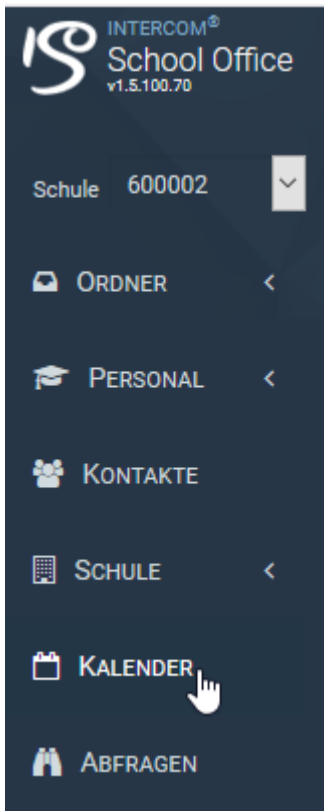 INTERCOM®
School Office
v1.5.100.70
Schule 600002
ORDNER
PERSONAL
KONTAKTE
SCHULE
KALENDER
ABFRAGEN